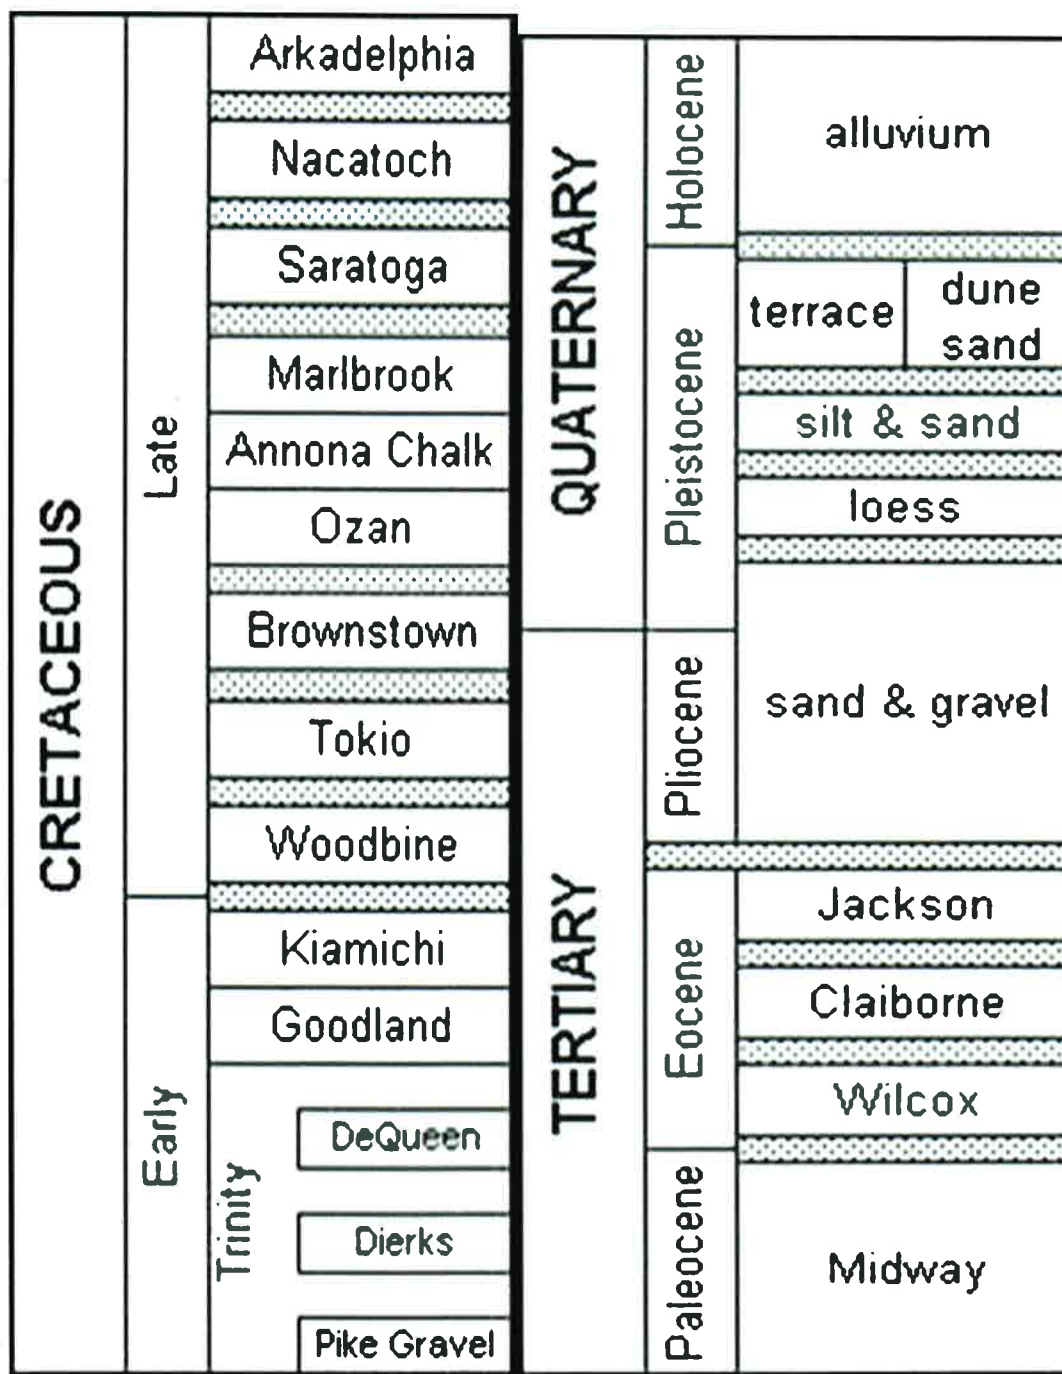 CRETACEOUS
Late
Arkadelphia
Nacatoch
Saratoga
Marlbrook
Annona Chalk
Ozan
Brownstown
Tokio
Woodbine
Early
Kiamichi
Goodland
Trinity
DeQueen
Dierks
Pike Gravel
QUATERNARY
Holocene
alluvium
Pleistocene
terrace
dune
sand
silt & sand
loess
TERTIARY
Pliocene
sand & gravel
Eocene
Jackson
Claiborne
Wilcox
Paleocene
Midway